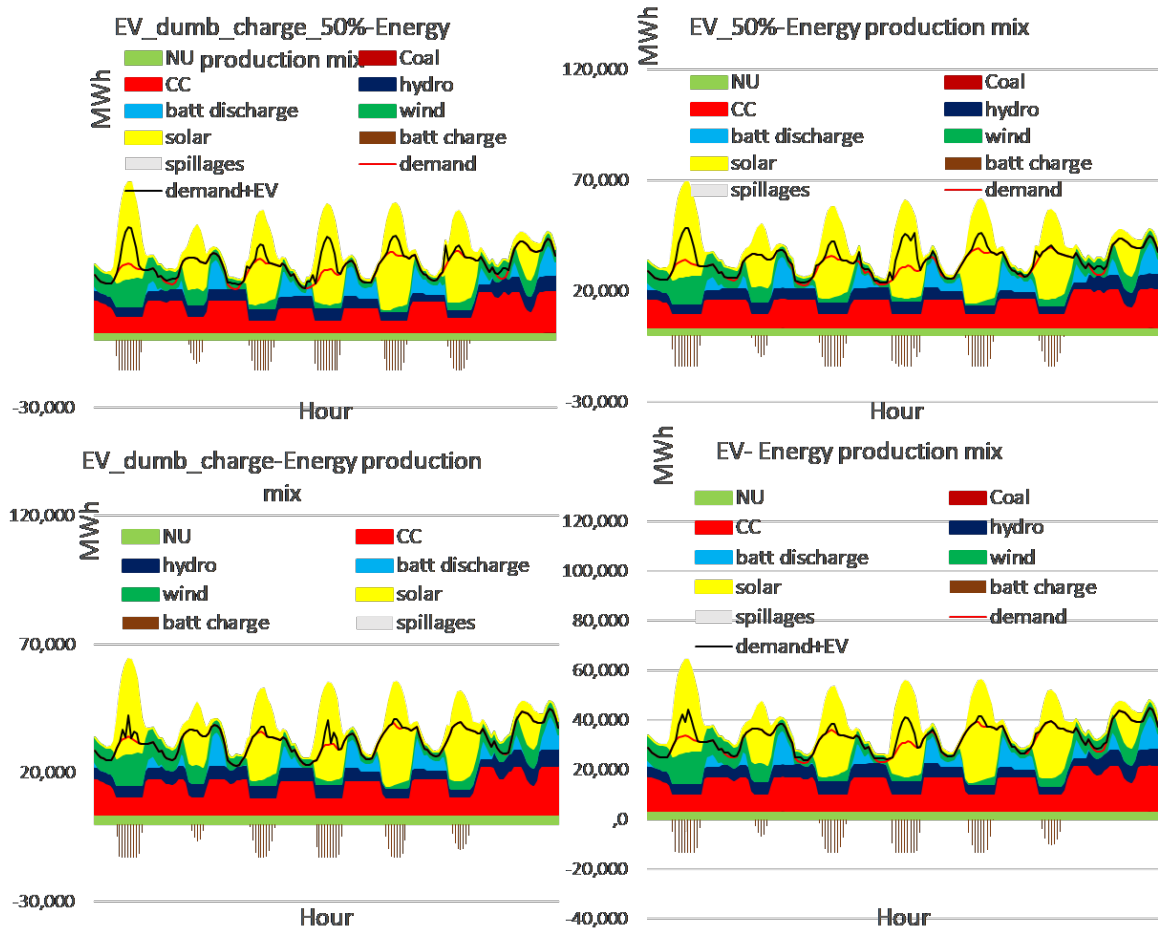 EV_dumb_charge_50%-Energy
production mix
MWh
NU
Coal
CC
hydro
batt discharge
wind
solar
batt charge
spillages
demand
demand+EV
-30,000
Hour
EV_50%-Energy production mix
MWh
120,000
NU
Coal
CC
hydro
batt discharge
wind
solar
batt charge
70,000
spillages
demand
20,000
-30,000
Hour
EV_dumb_charge-Energy production
mix
120,000
MWh
NU
CC
hydro
batt discharge
wind
solar
batt charge
spillages
70,000
20,000
-30,000
Hour
EV- Energy production mix
MWh
NU
Coal
120,000
CC
hydro
100,000
batt discharge
wind
solar
batt charge
80,000
spillages
demand
demand+EV
60,000
40,000
20,000
,0
-20,000
-40,000
Hour